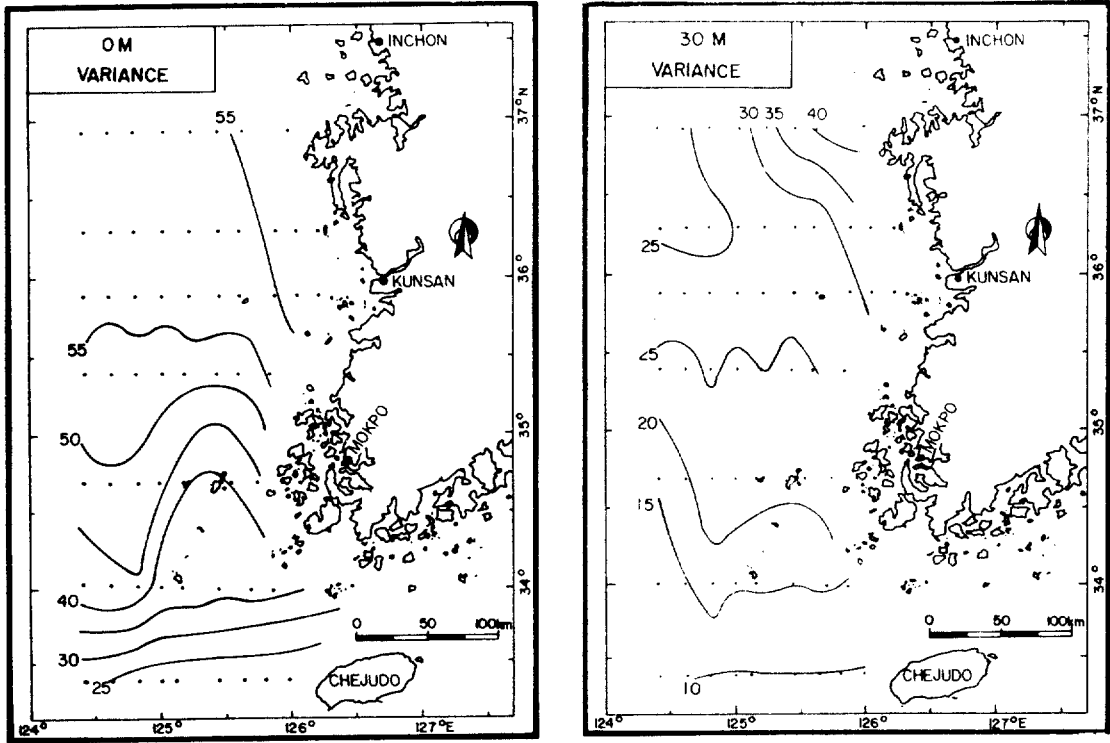 0 M
VARIANCE
INCHON
37°N
55
36°
KUNSAN
55
35°
50
MOKPO
34°
40
0 50 100km
30
25
CHEJUDO
124° 125° 126° 127°E
30 M
VARIANCE
INCHON
37°N
30 35 40
25
36°
KUNSAN
25
35°
20
MOKPO
15
34°
0 50 100km
10
CHEJUDO
124° 125° 126° 127°E